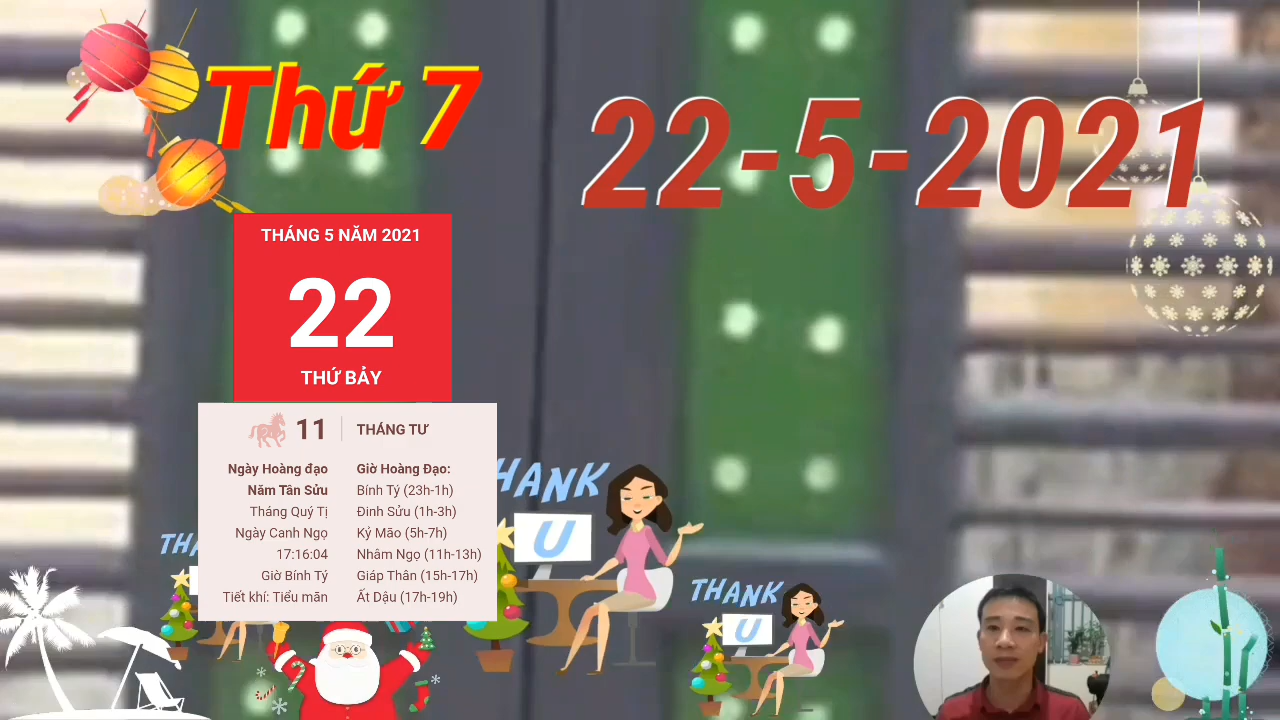 Thứ 7
22-5-2021
THÁNG 5 NĂM 2021
22
THỨ BẢY
11
THÁNG TƯ
Ngày Hoàng đạo
Năm Tân Sửu
Tháng Quý Tị
Ngày Canh Ngọ
17:16:04
Giờ Bính Tý
Tiết khí: Tiểu mãn
Giờ Hoàng Đạo:
Bính Tý (23h-1h)
Đinh Sửu (1h-3h)
Kỷ Mão (5h-7h)
Nhâm Ngọ (11h-13h)
Giáp Thân (15h-17h)
Ất Dậu (17h-19h)
HANK
U
THA
THANK
U